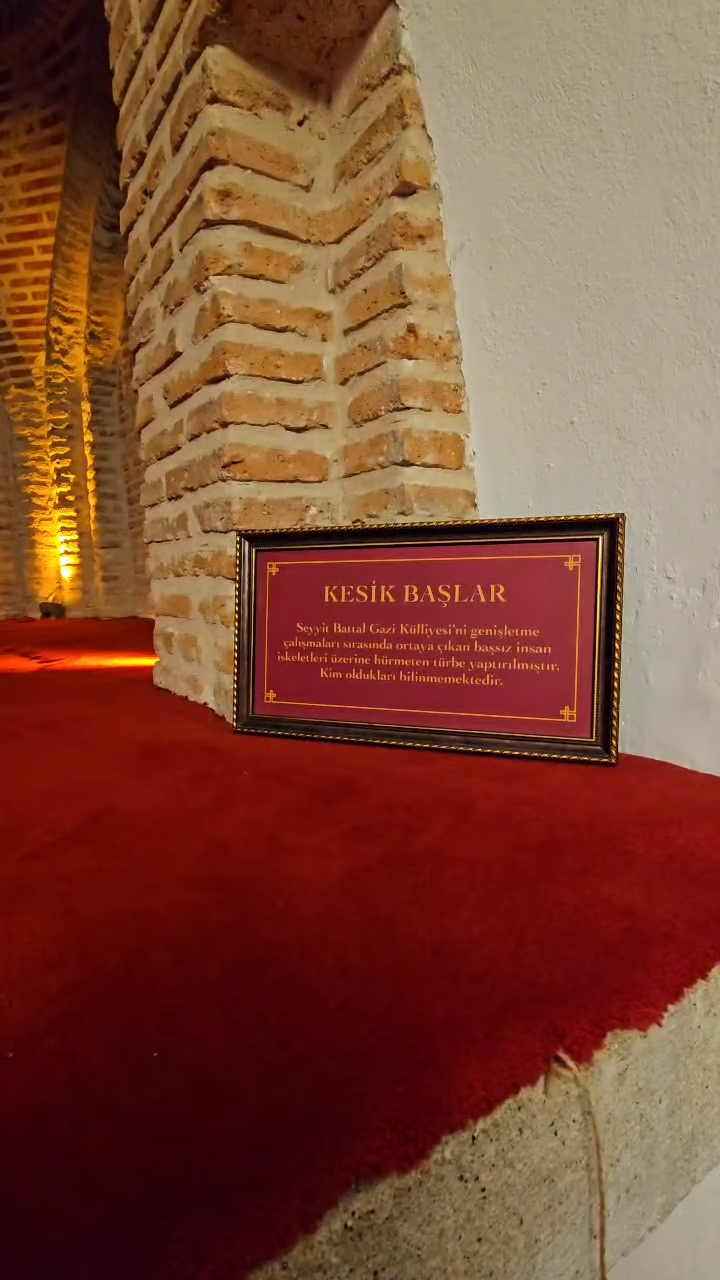 KESİK BAŞLAR
Seyyit Battal Gazi Külliyesi'ni genişletme
çalışmaları sırasında ortaya çıkan başsız insan
iskeletleri üzerine hürmeten türbe yaptırılmıştır.
Kim oldukları bilinmemektedir.